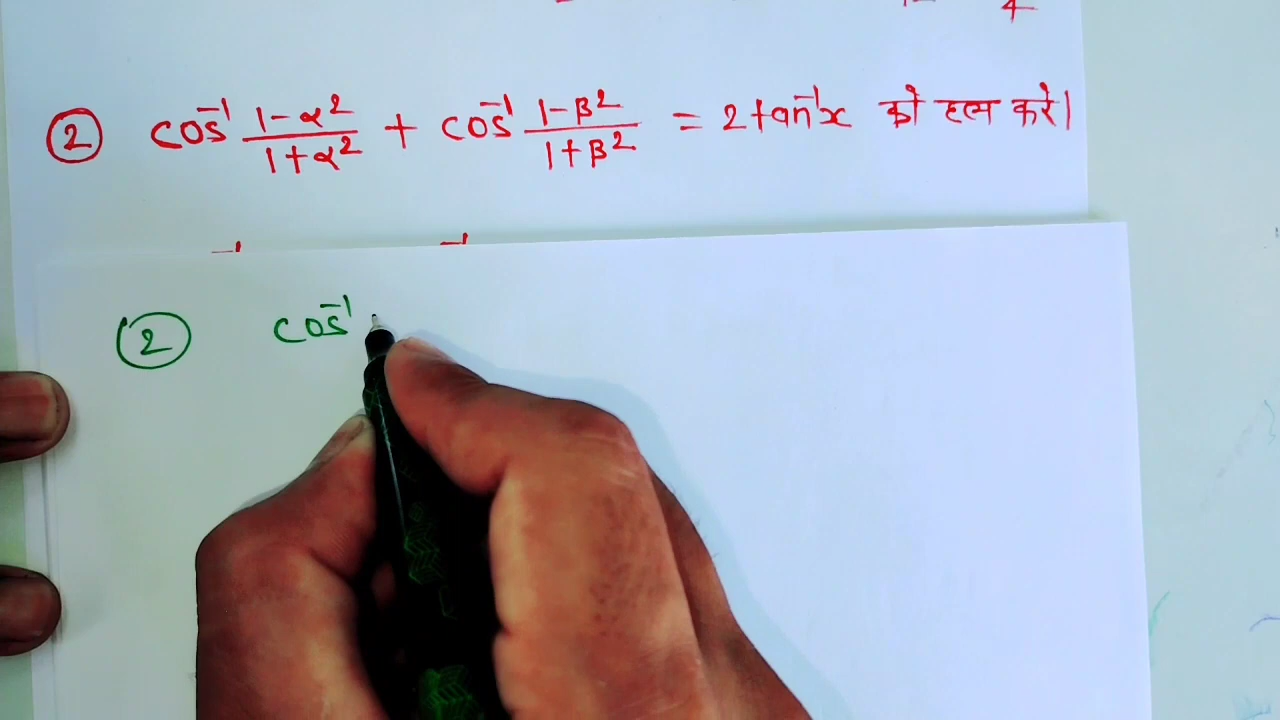 ② cos⁻¹ (1-α²)/(1+α²) + cos⁻¹ (1-β²)/(1+β²) = 2tan⁻¹x को हल करे।
② cos⁻¹